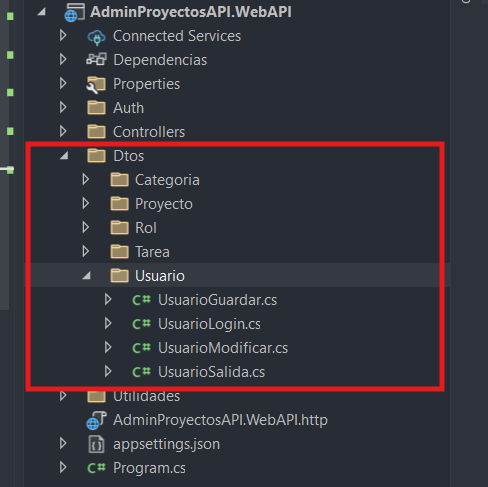 AdminProyectosAPI.WebAPI
Connected Services
Dependencias
Properties
Auth
Controllers
Dtos
Categoria
Proyecto
Rol
Tarea
Usuario
C# UsuarioGuardar.cs
C# UsuarioLogin.cs
C# UsuarioModificar.cs
C# UsuarioSalida.cs
Utilidades
AdminProyectosAPI.WebAPI.http
appsettings.json
C# Program.cs